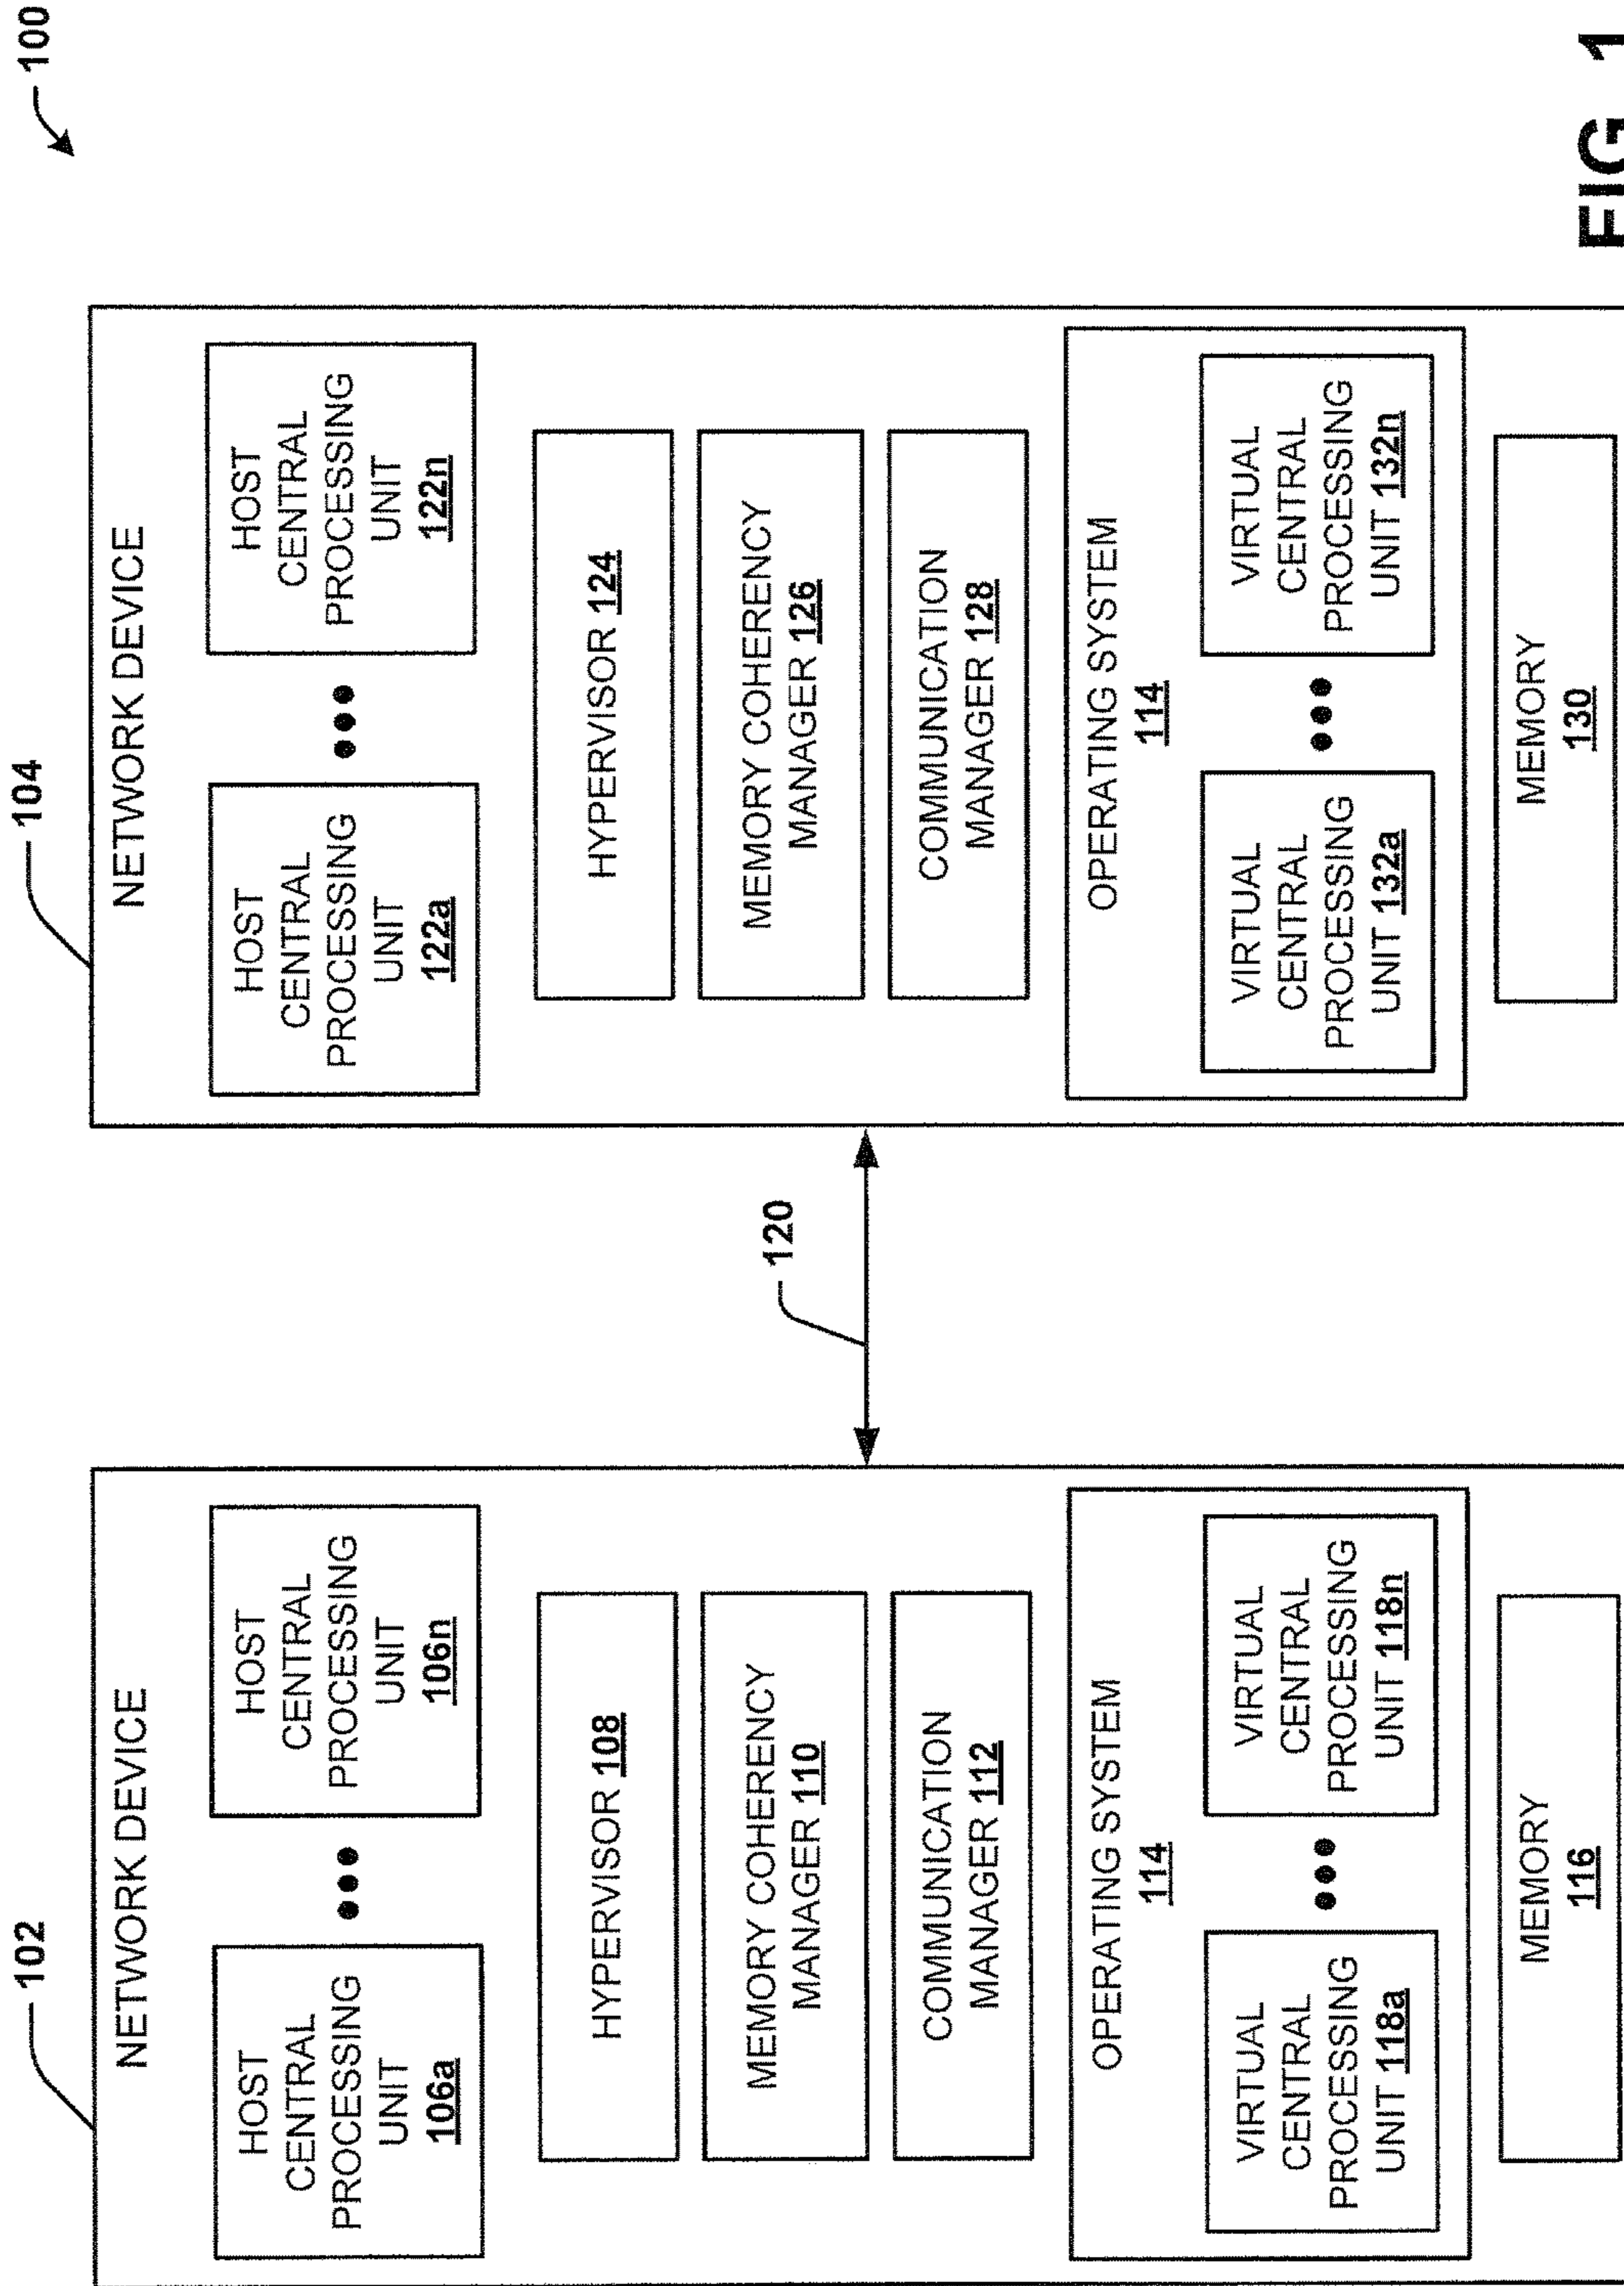 100
102
NETWORK DEVICE
HOST
CENTRAL
PROCESSING
UNIT
106a
HOST
CENTRAL
PROCESSING
UNIT
106n
HYPERVISOR 108
MEMORY COHERENCY
MANAGER 110
COMMUNICATION
MANAGER 112
OPERATING SYSTEM
114
VIRTUAL
CENTRAL
PROCESSING
UNIT 118a
VIRTUAL
CENTRAL
PROCESSING
UNIT 118n
MEMORY
116
120
104
NETWORK DEVICE
HOST
CENTRAL
PROCESSING
UNIT
122a
HOST
CENTRAL
PROCESSING
UNIT
122n
HYPERVISOR 124
MEMORY COHERENCY
MANAGER 126
COMMUNICATION
MANAGER 128
OPERATING SYSTEM
114
VIRTUAL
CENTRAL
PROCESSING
UNIT 132a
VIRTUAL
CENTRAL
PROCESSING
UNIT 132n
MEMORY
130
FIG 1